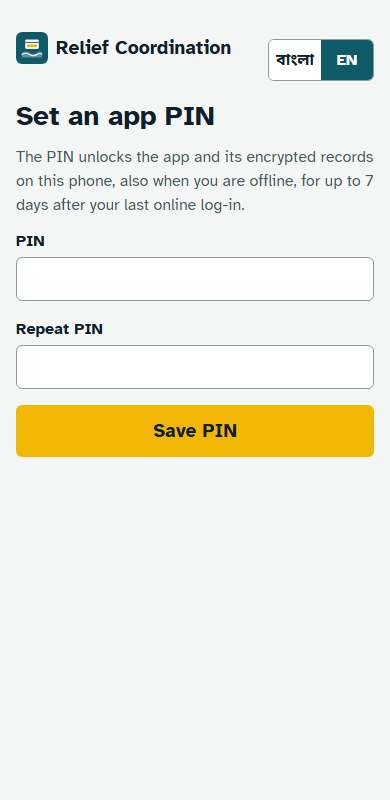 Relief Coordination
বাংলা EN
Set an app PIN
The PIN unlocks the app and its encrypted records
on this phone, also when you are offline, for up to 7
days after your last online log-in.
PIN
Repeat PIN
Save PIN